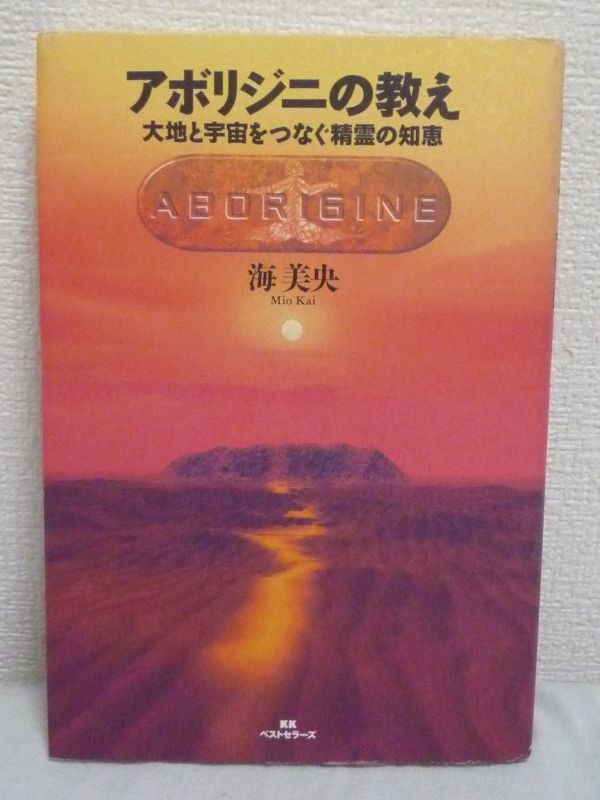 アボリジニの教え
大地と宇宙をつなぐ精霊の知恵
ABORIGINE
海 美央
Mio Kai
KK
ベストセラーズ